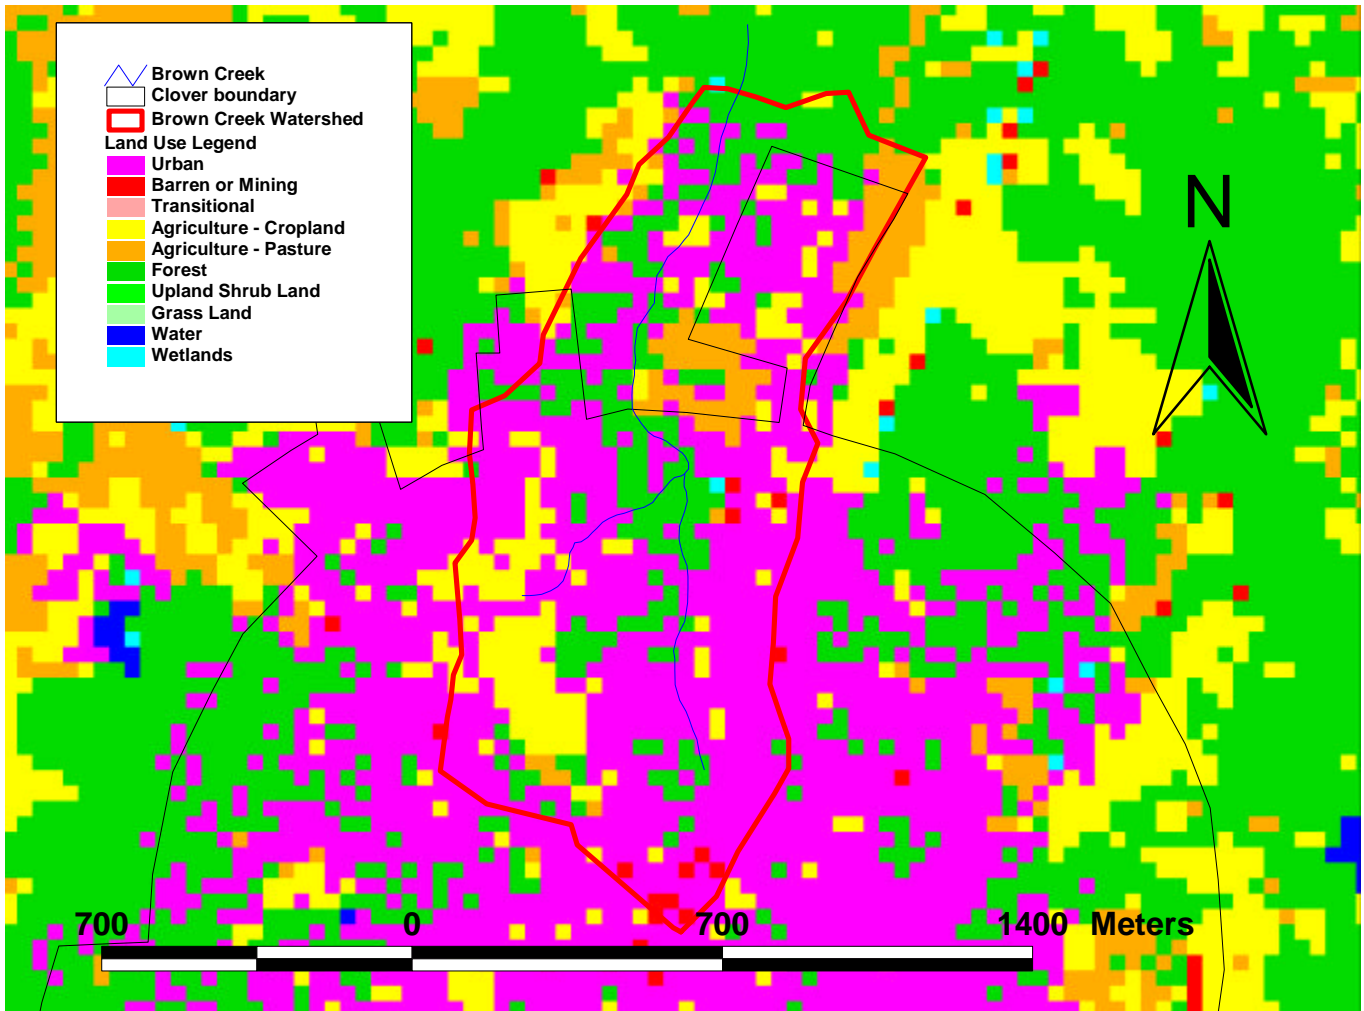 Brown Creek
Clover boundary
Brown Creek Watershed
Land Use Legend
Urban
Barren or Mining
Transitional
Agriculture - Cropland
Agriculture - Pasture
Forest
Upland Shrub Land
Grass Land
Water
Wetlands
N
700 0 700 1400 Meters